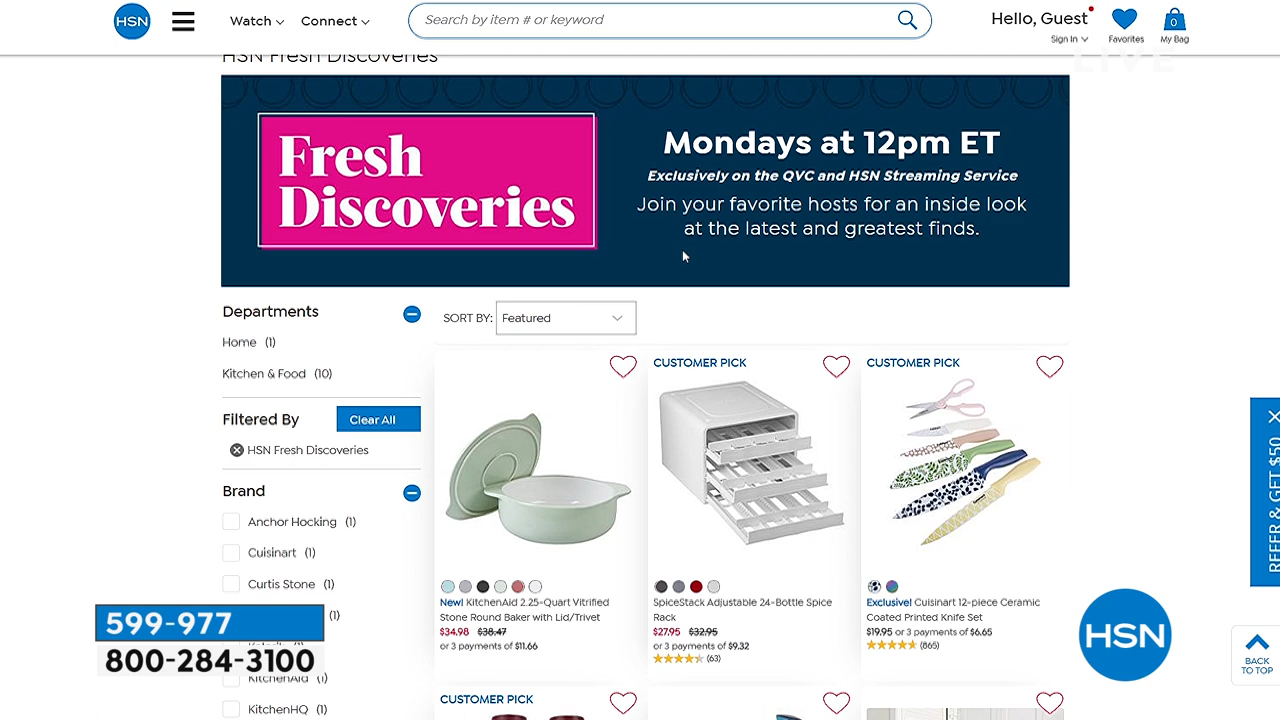 HSN
Watch
Connect
Search by item # or keyword
Hello, Guest
Sign In
Favorites
0
My Bag
LIVE
HSN Fresh Discoveries
Fresh
Discoveries
Mondays at 12pm ET
Exclusively on the QVC and HSN Streaming Service
Join your favorite hosts for an inside look
at the latest and greatest finds.
Departments
Home (1)
Kitchen & Food (10)
Filtered By
Clear All
HSN Fresh Discoveries
Brand
Anchor Hocking (1)
Cuisinart (1)
Curtis Stone (1)
(1)
KitchenAid (1)
KitchenHQ (1)
SORT BY: Featured
New! KitchenAid 2.25-Quart Vitrified
Stone Round Baker with Lid/Trivet
$34.98 $38.47
or 3 payments of $11.66
CUSTOMER PICK
SpiceStack Adjustable 24-Bottle Spice
Rack
$27.95 $32.95
or 3 payments of $9.32
(63)
CUSTOMER PICK
Exclusive! Cuisinart 12-piece Ceramic
Coated Printed Knife Set
$19.95 or 3 payments of $6.65
(865)
CUSTOMER PICK
REFER & GET $50
599-977
800-284-3100
HSN
BACK
TO TOP